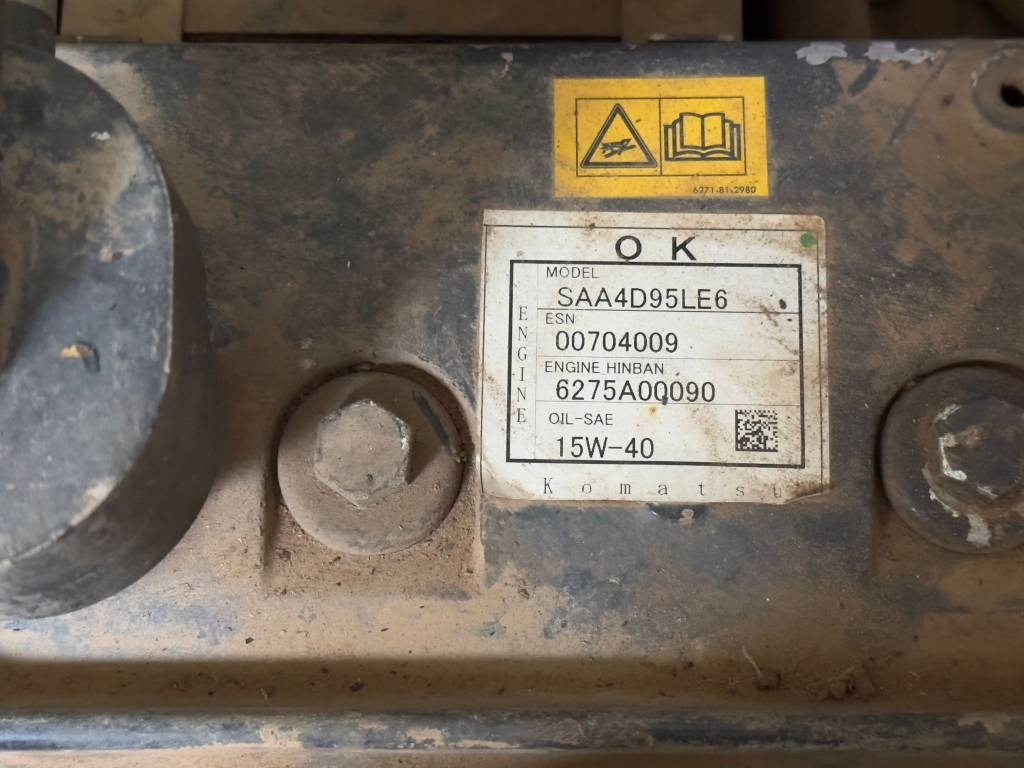 6271-81-2980
OK
ENGINE
MODEL
SAA4D95LE6
ESN
00704009
ENGINE HINBAN
6275A00090
OIL-SAE
15W-40
Komatsu